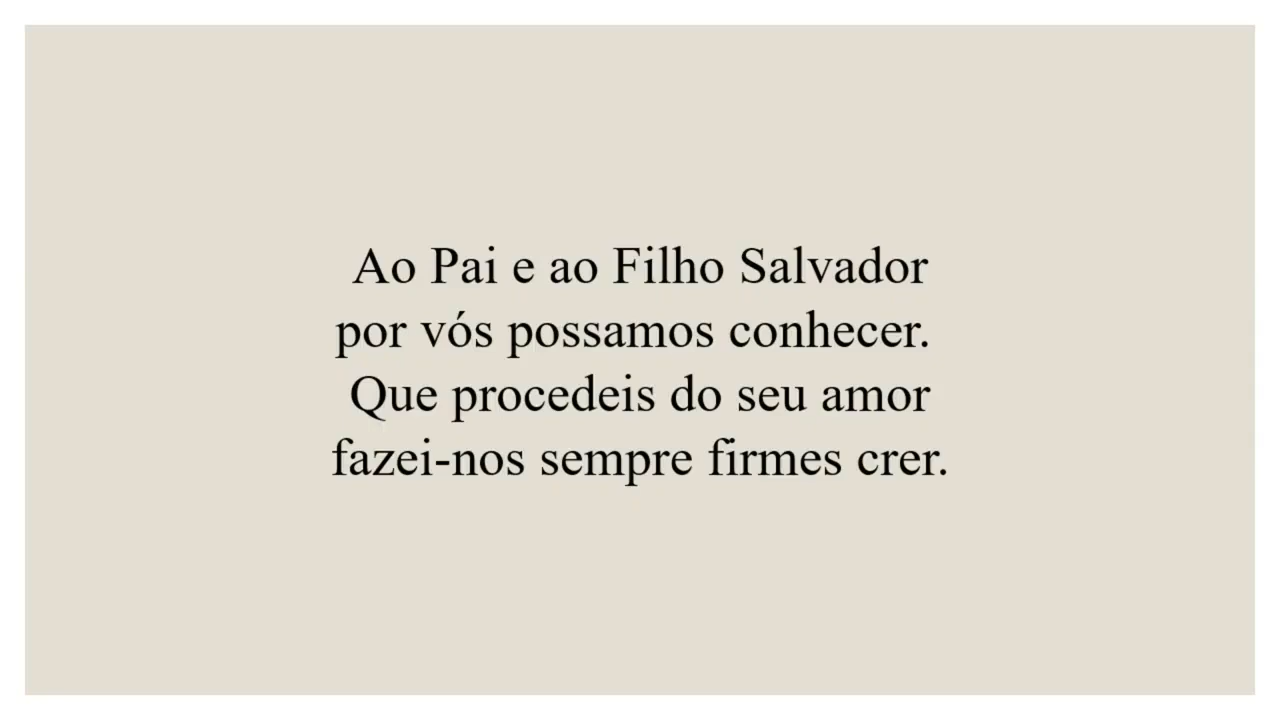 Ao Pai e ao Filho Salvador
por vós possamos conhecer.
Que procedeis do seu amor
fazei-nos sempre firmes crer.